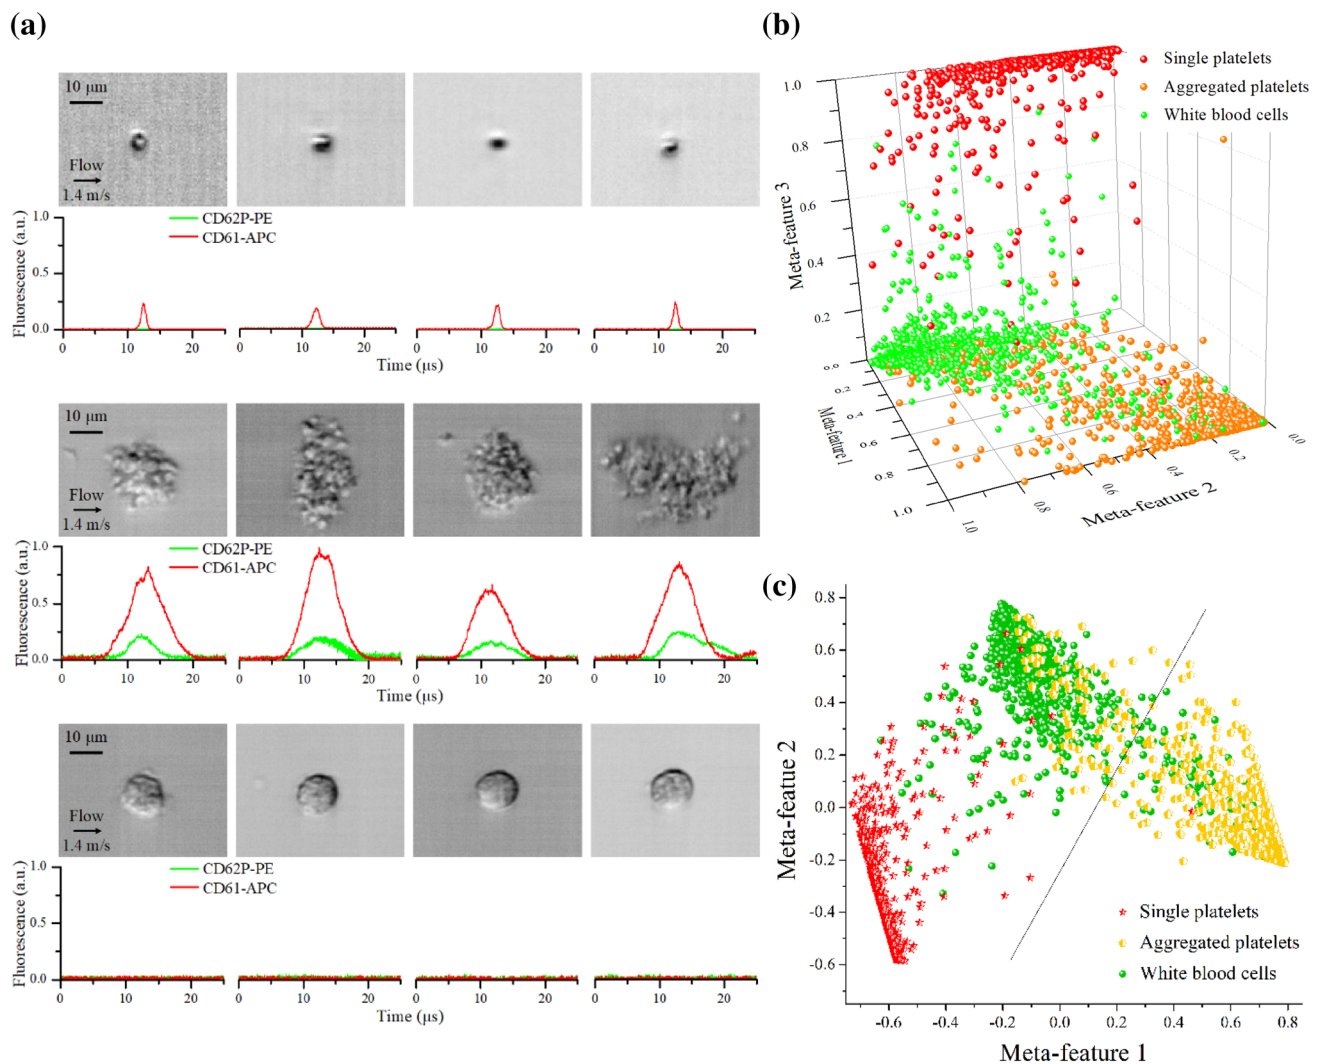 (a)
10 μm
Flow
1.4 m/s
CD62P-PE
CD61-APC
Fluorescence (a.u.)
1.0
0.5
0.0
0 10 20 0 10 20 0 10 20 0 10 20
Time (μs)
10 μm
Flow
1.4 m/s
CD62P-PE
CD61-APC
Fluorescence (a.u.)
1.0
0.5
0.0
0 10 20 0 10 20 0 10 20 0 10 20
Time (μs)
10 μm
Flow
1.4 m/s
CD62P-PE
CD61-APC
Fluorescence (a.u.)
1.0
0.5
0.0
0 10 20 0 10 20 0 10 20 0 10 20
Time (μs)
(b)
Single platelets
Aggregated platelets
White blood cells
Meta-feature 3
1.0
0.8
0.6
0.4
0.2
0.0
Meta-feature 1
0.2
0.4
0.6
0.8
1.0
Meta-feature 2
1.0
0.8
0.6
0.4
0.2
0.0
(c)
Meta-featue 2
0.8
0.6
0.4
0.2
0.0
-0.2
-0.4
-0.6
Single platelets
Aggregated platelets
White blood cells
-0.6 -0.4 -0.2 0.0 0.2 0.4 0.6 0.8
Meta-feature 1